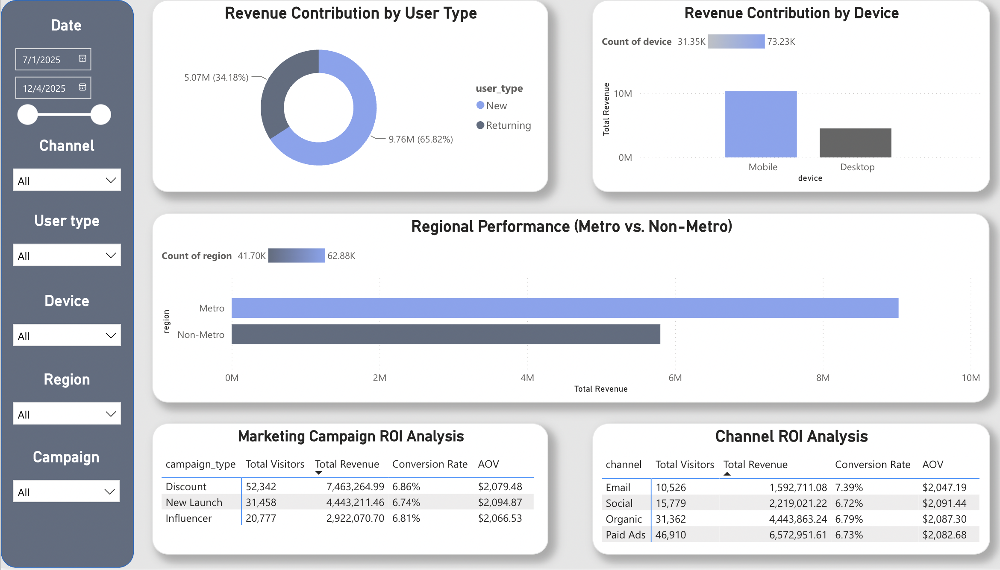 Date
7/1/2025
12/4/2025
Channel
All
User type
All
Device
All
Region
All
Campaign
All
Revenue Contribution by User Type
5.07M (34.18%)
9.76M (65.82%)
user_type
New
Returning
Revenue Contribution by Device
Count of device 31.35K 73.23K
Total Revenue
10M
0M
Mobile Desktop
device
Regional Performance (Metro vs. Non-Metro)
Count of region 41.70K 62.88K
region
Metro
Non-Metro
0M 2M 4M 6M 8M 10M
Total Revenue
Marketing Campaign ROI Analysis
campaign_type Total Visitors Total Revenue Conversion Rate AOV
Discount 52,342 7,463,264.99 6.86% $2,079.48
New Launch 31,458 4,443,211.46 6.74% $2,094.87
Influencer 20,777 2,922,070.70 6.81% $2,066.53
Channel ROI Analysis
channel Total Visitors Total Revenue Conversion Rate AOV
Email 10,526 1,592,711.08 7.39% $2,047.19
Social 15,779 2,219,021.22 6.72% $2,091.44
Organic 31,362 4,443,863.24 6.79% $2,087.30
Paid Ads 46,910 6,572,951.61 6.73% $2,082.68